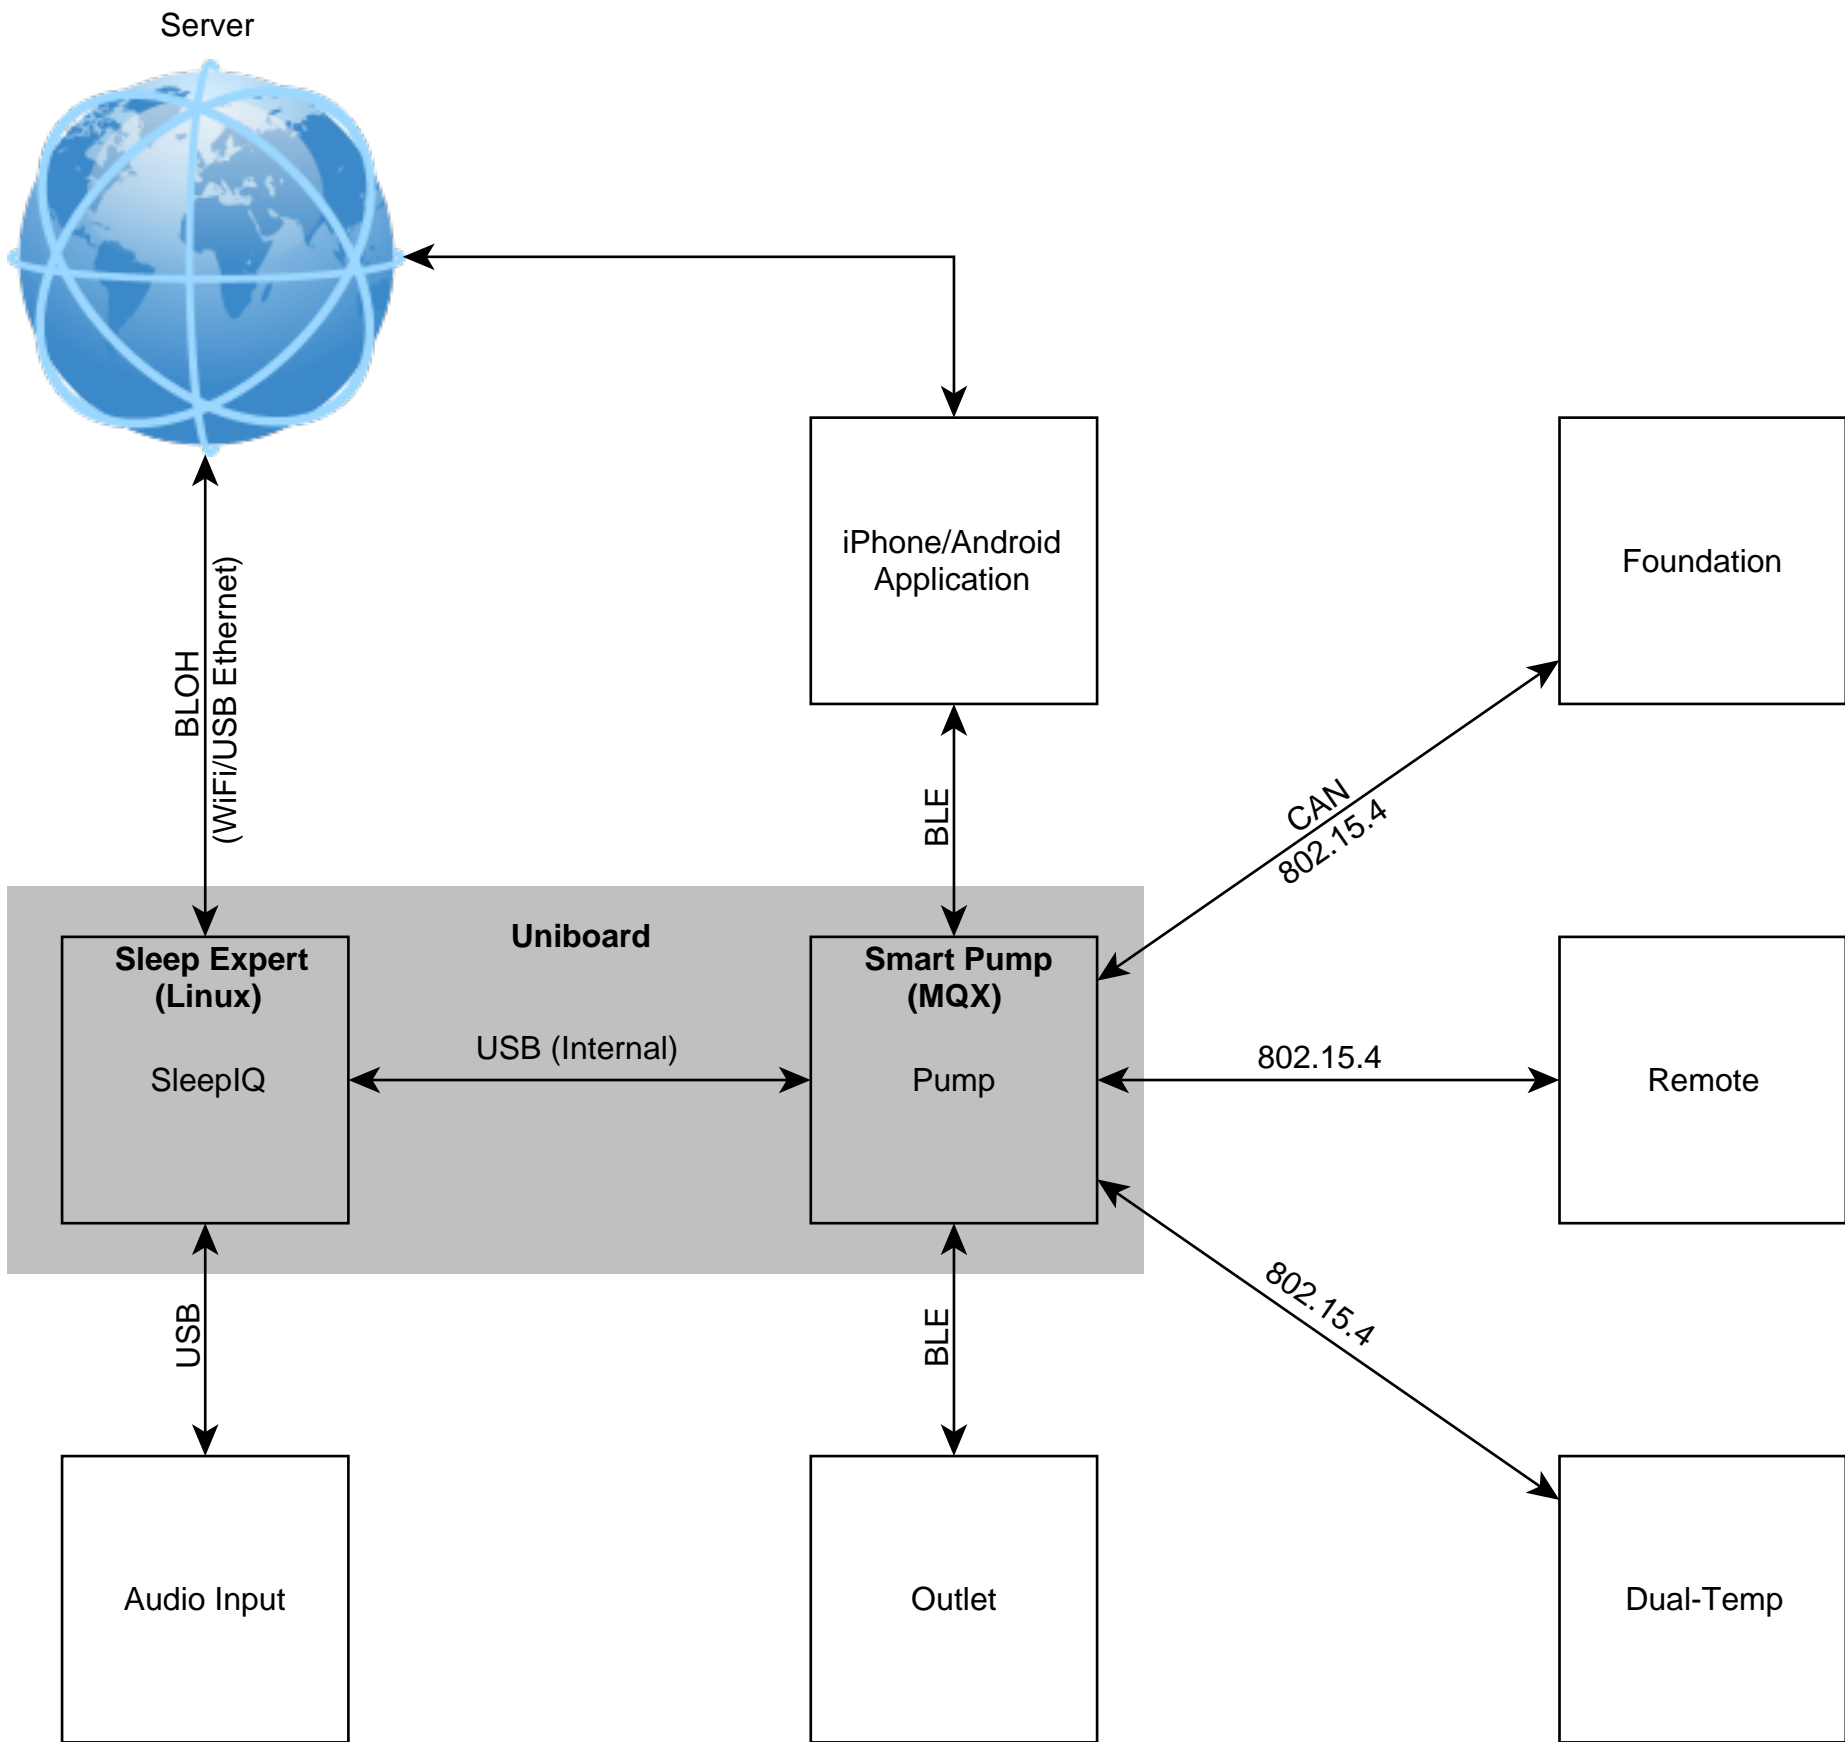 Server
iPhone/Android
Application
Foundation
BLOH
(WiFi/USB Ethernet)
BLE
CAN
802.15.4
Uniboard
Sleep Expert
(Linux)
SleepIQ
USB (Internal)
Smart Pump
(MQX)
Pump
802.15.4
Remote
USB
BLE
802.15.4
Audio Input
Outlet
Dual-Temp